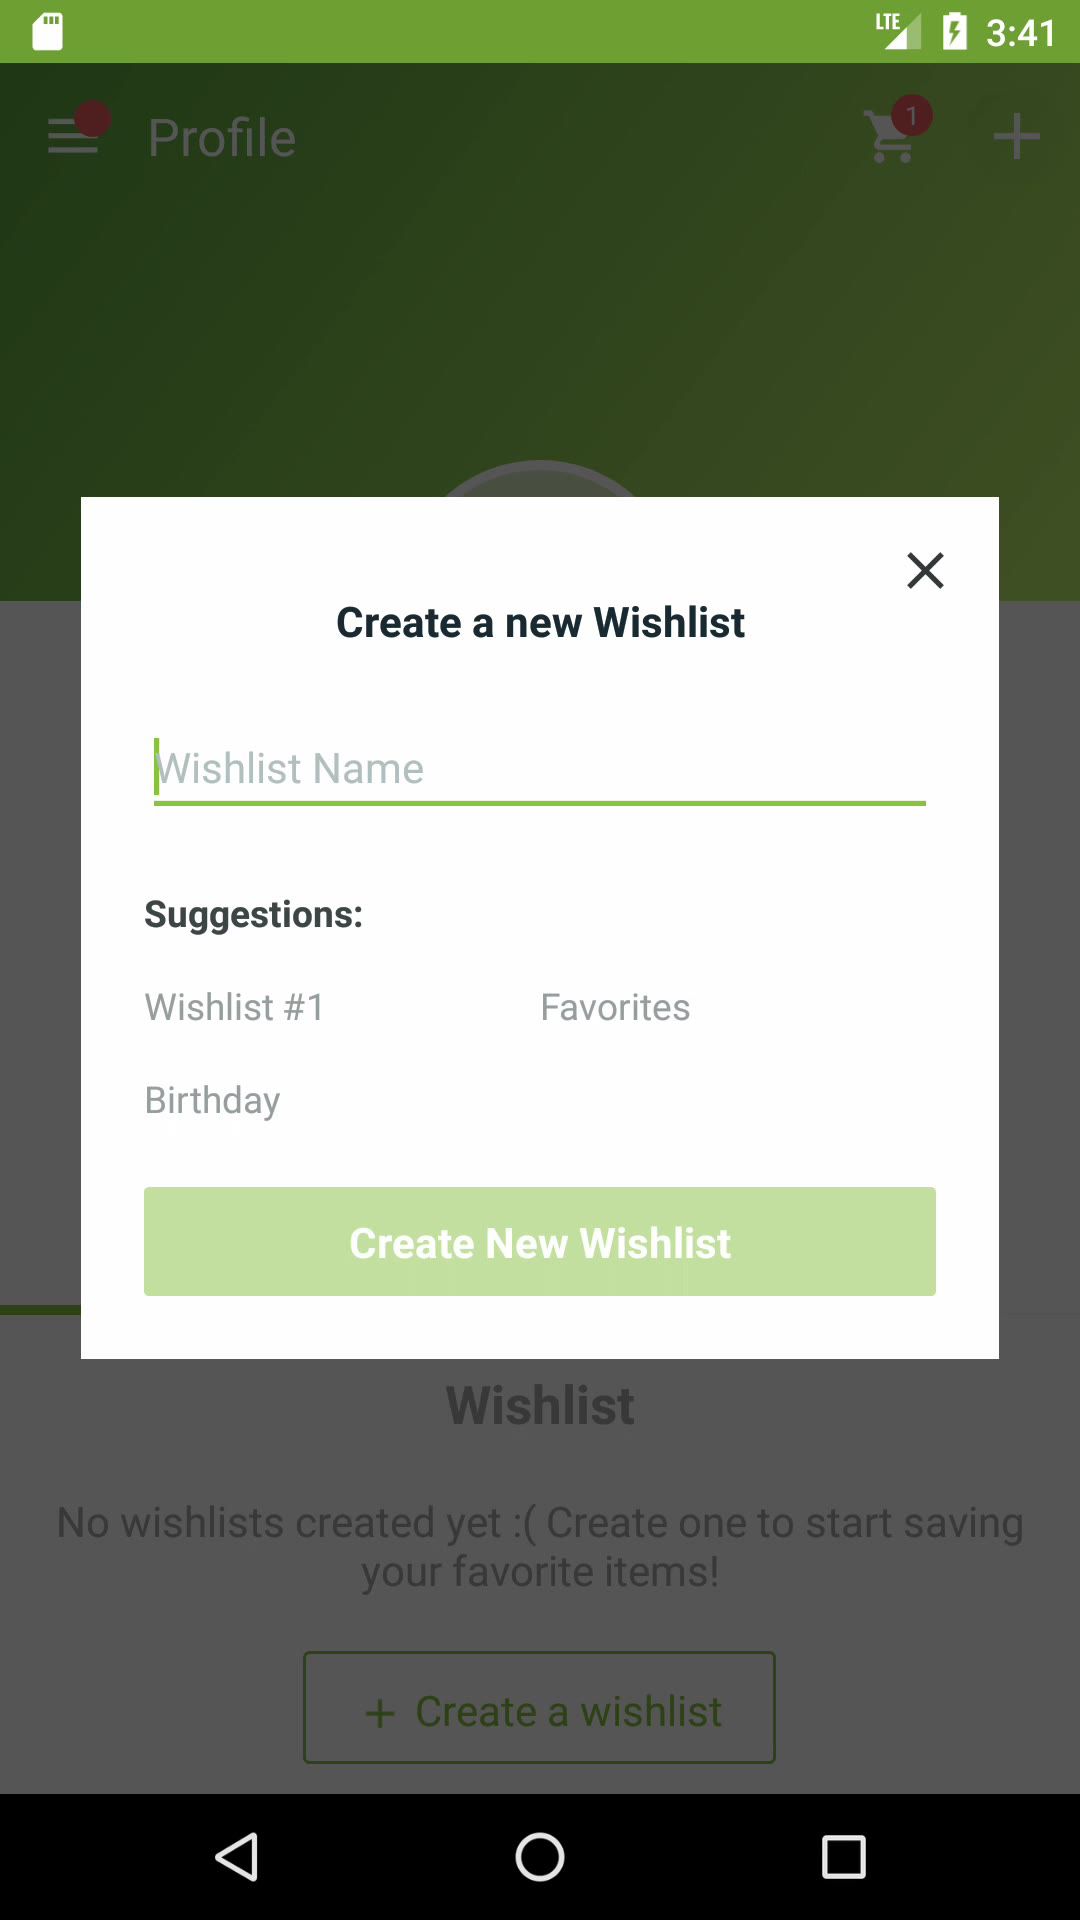 LTE 3:41
Profile 1
Create a new Wishlist
Wishlist Name
Suggestions:
Wishlist #1 Favorites
Birthday
Create New Wishlist
Wishlist
No wishlists created yet :( Create one to start saving
your favorite items!
+ Create a wishlist